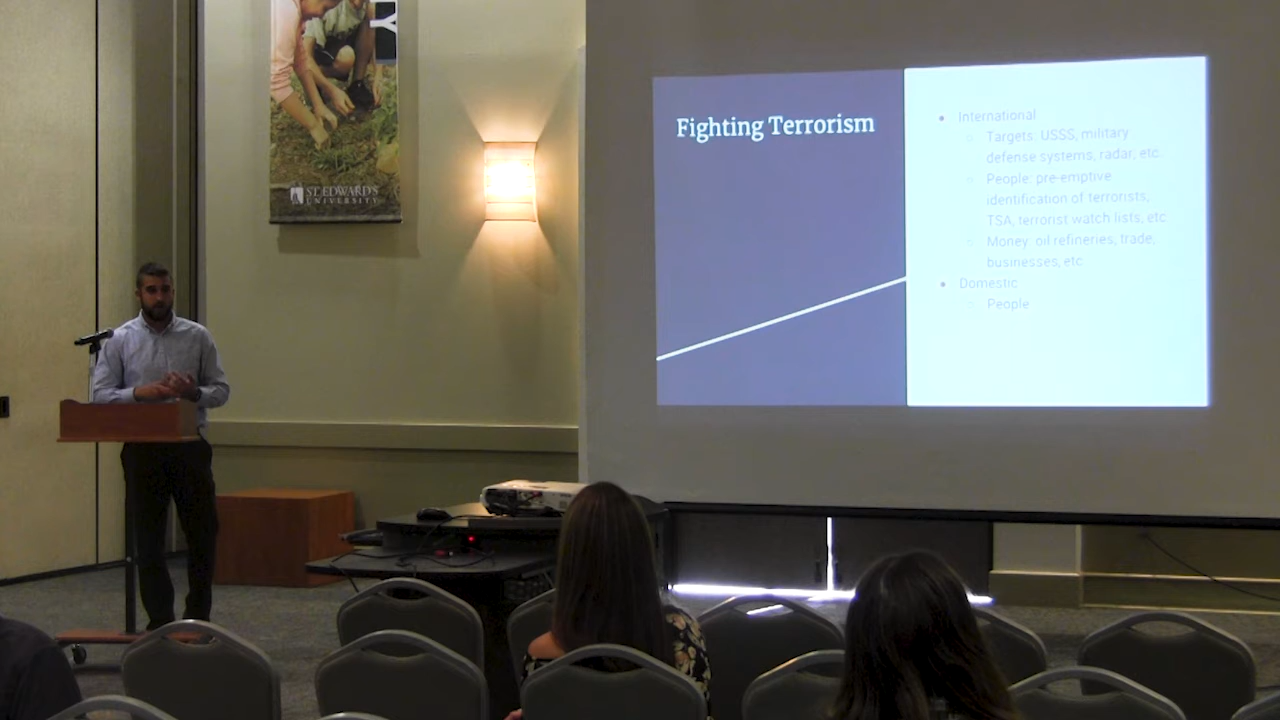 Y
ST. EDWARD'S
UNIVERSITY
Fighting Terrorism
● International
○ Targets: USSS, military
defense systems, radar, etc.
○ People: pre-emptive
identification of terrorists,
TSA, terrorist watch lists, etc
○ Money: oil refineries, trade,
businesses, etc
● Domestic
○ People